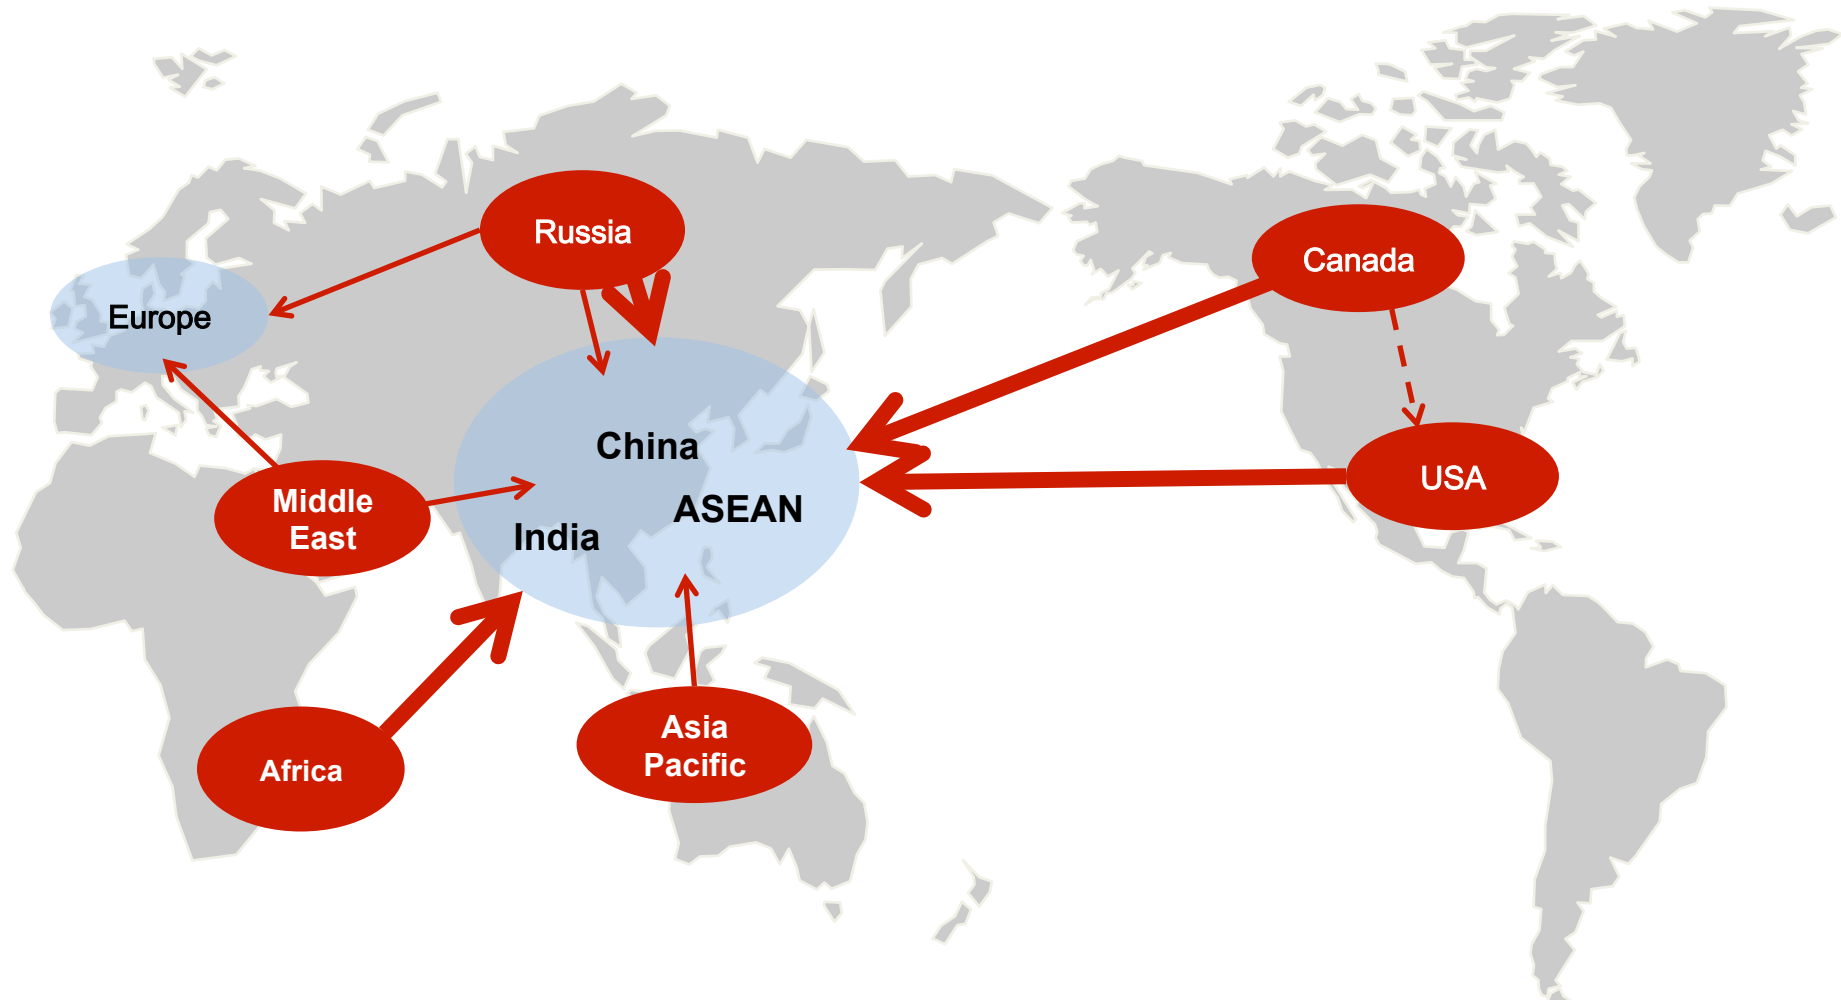 Russia
Canada
Europe
China
USA
Middle
East
ASEAN
India
Asia
Pacific
Africa